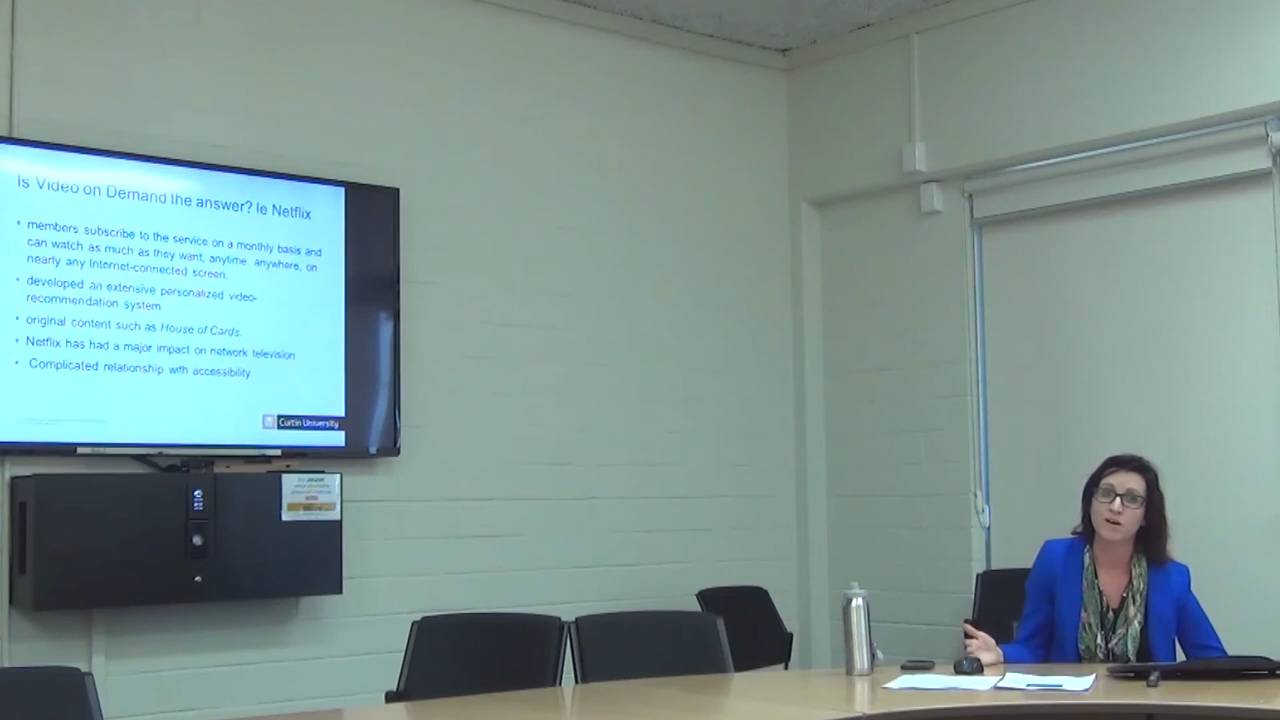 Is Video on Demand the answer? Ie Netflix
• members subscribe to the service on a monthly basis and
can watch as much as they want, anytime, anywhere, on
nearly any Internet-connected screen.
• developed an extensive personalized video-
recommendation system
• original content such as House of Cards.
• Netflix has had a major impact on network television
• Complicated relationship with accessibility
Curtin University